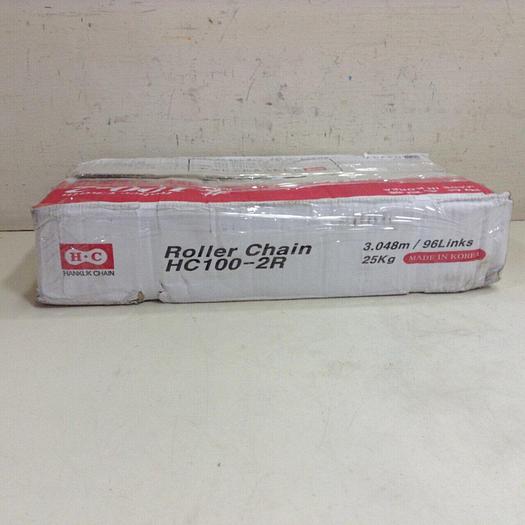 H·C
HANKUK CHAIN
Roller Chain
HC100-2R
3.048m / 96Links
25Kg MADE IN KOREA